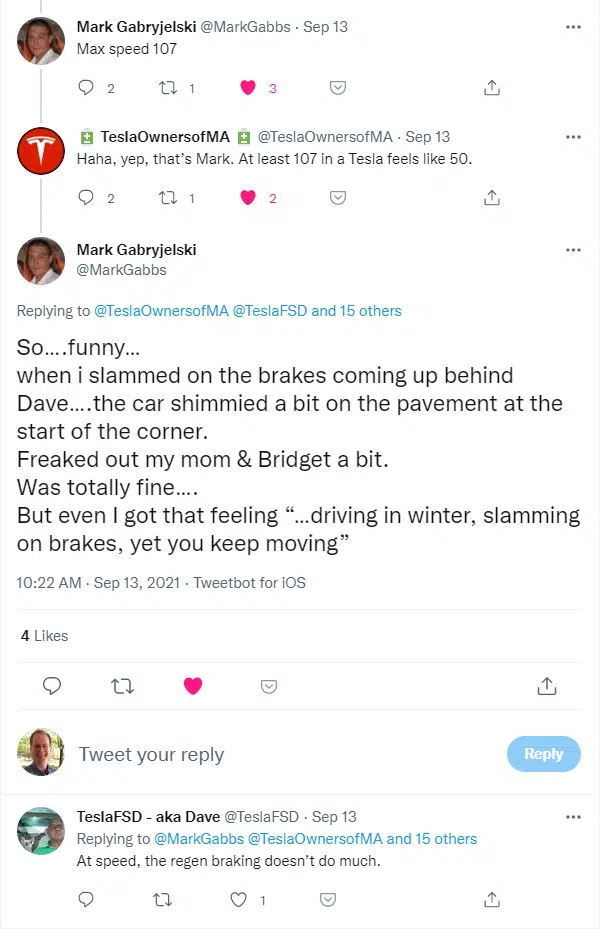 Mark Gabryjelski @MarkGabbs · Sep 13
Max speed 107
2 1 3
TeslaOwnersofMA @TeslaOwnersofMA · Sep 13
Haha, yep, that’s Mark. At least 107 in a Tesla feels like 50.
2 1 2
Mark Gabryjelski
@MarkGabbs
Replying to @TeslaOwnersofMA @TeslaFSD and 15 others
So….funny…
when i slammed on the brakes coming up behind
Dave….the car shimmied a bit on the pavement at the
start of the corner.
Freaked out my mom & Bridget a bit.
Was totally fine….
But even I got that feeling “…driving in winter, slamming
on brakes, yet you keep moving”
10:22 AM · Sep 13, 2021 · Tweetbot for iOS
4 Likes
Tweet your reply
Reply
TeslaFSD - aka Dave @TeslaFSD · Sep 13
Replying to @MarkGabbs @TeslaOwnersofMA and 15 others
At speed, the regen braking doesn’t do much.
1